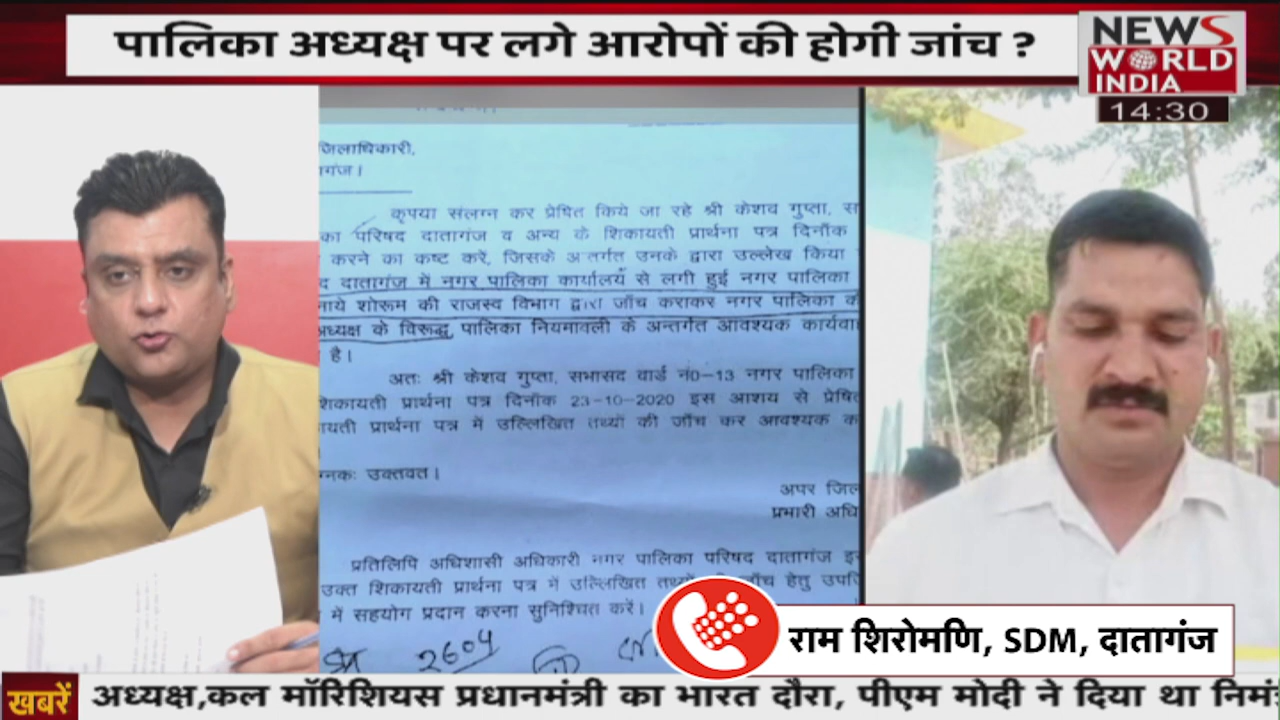 पालिका अध्यक्ष पर लगे आरोपों की होगी जांच ?
NEWS
WORLD
INDIA
14:30
जिलाधिकारी,
गंज।
कृपया संलग्न कर प्रेषित किये जा रहे श्री केशव गुप्ता, स
का परिषद दातागंज व अन्य के शिकायती प्रार्थना पत्र दिनाँक
करने का कष्ट करें, जिसके अन्तर्गत उनके द्वारा उल्लेख किया
द दातागंज में नगर पालिका कार्यालय से लगी हुई नगर पालिका
नाये शोरूम की राजस्व विभाग द्वारा जाँच कराकर नगर पालिका क
अध्यक्ष के विरूद्ध पालिका नियमावली के अन्तर्गत आवश्यक कार्यवा
है।
अतः श्री केशव गुप्ता, सभासद वार्ड नं0-13 नगर पालिका
शिकायती प्रार्थना पत्र दिनाँक 23-10-2020 इस आशय से प्रेषि
यती प्रार्थना पत्र में उल्लिखित तथ्यों की जाँच कर आवश्यक क
ग्नकः उक्तवत।
अपर जिल
प्रभारी अधि
प्रतिलिपि अधिशासी अधिकारी नगर पालिका परिषद दातागंज इ
उक्त शिकायती प्रार्थना पत्र में उल्लिखित तथ्यों जाँच हेतु उपजि
में सहयोग प्रदान करना सुनिश्चित करें।
2604
राम शिरोमणि, SDM, दातागंज
खबरें अध्यक्ष,कल मॉरिशियस प्रधानमंत्री का भारत दौरा, पीएम मोदी ने दिया था निमं